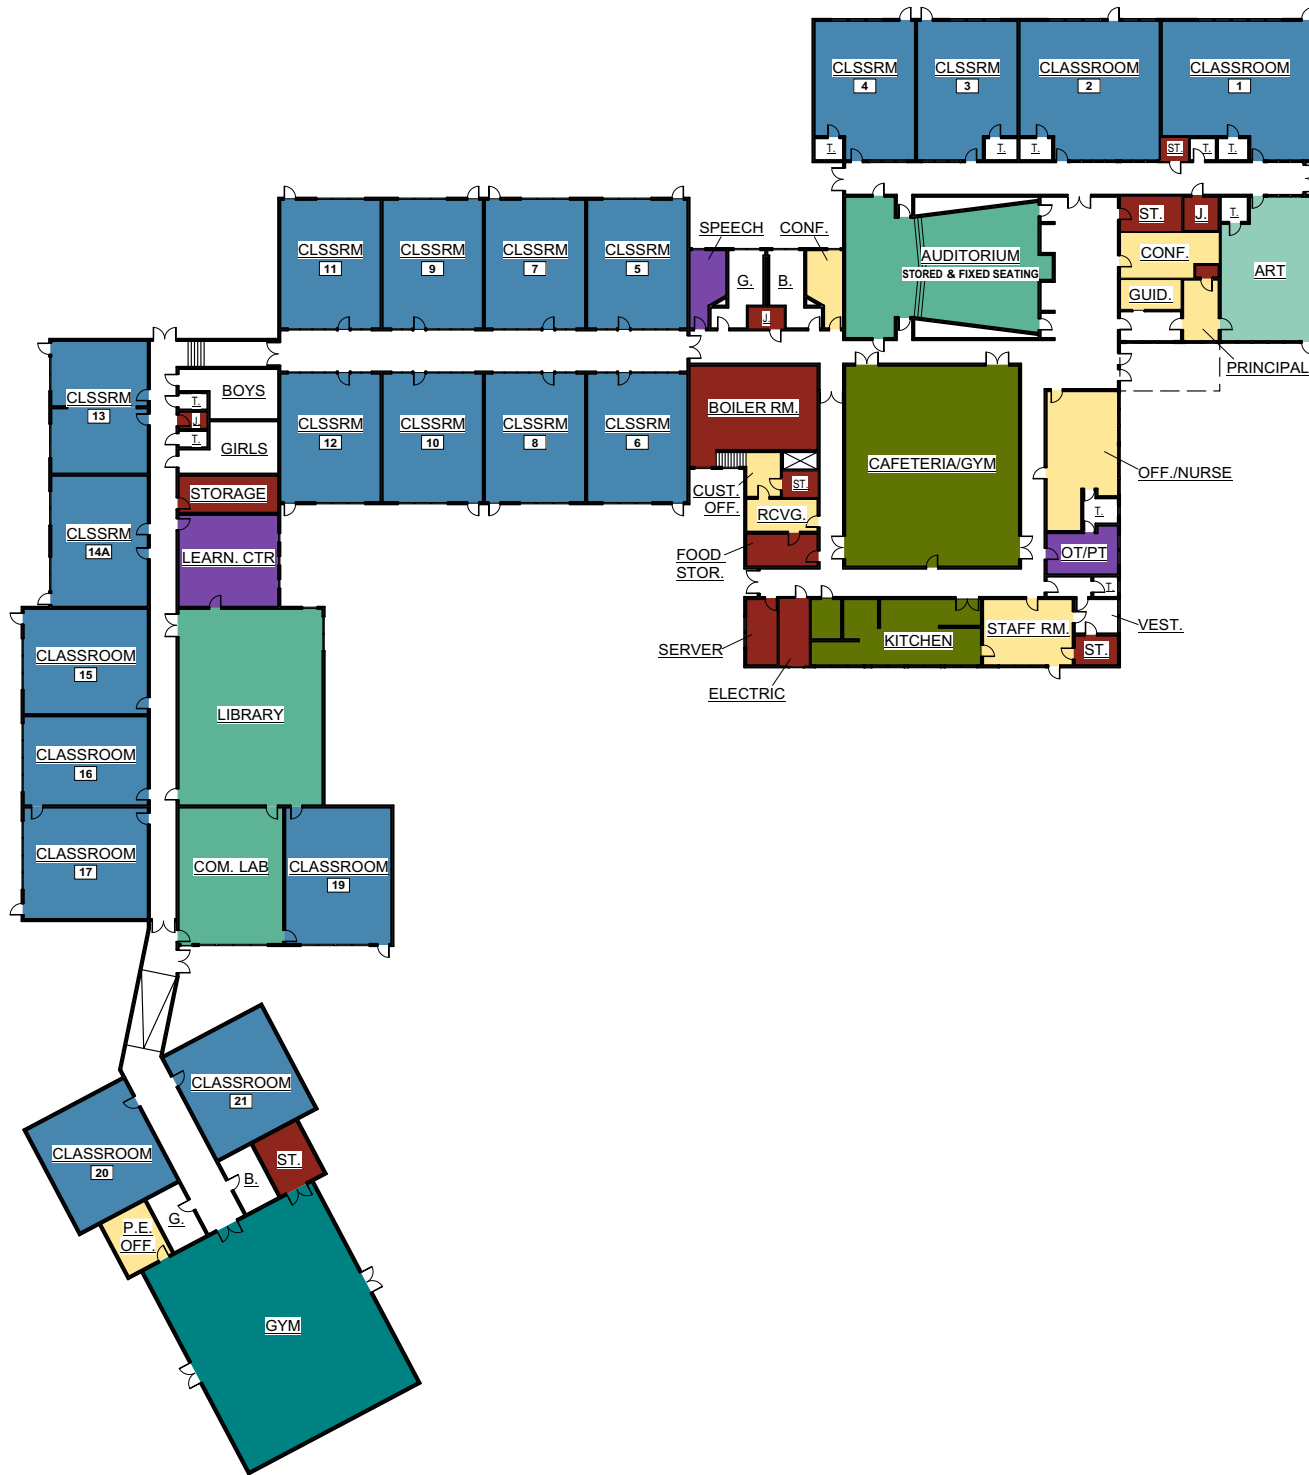 CLSSRM
4
CLSSRM
3
CLASSROOM
2
CLASSROOM
1
T.
T.
T.
ST.
T.
T.
SPEECH
CONF.
ST.
J.
T.
CLSSRM
11
CLSSRM
9
CLSSRM
7
CLSSRM
5
G.
B.
J.
AUDITORIUM
STORED & FIXED SEATING
CONF.
GUID.
ART
PRINCIPAL
CLSSRM
13
BOYS
T.
J.
T.
GIRLS
CLSSRM
12
CLSSRM
10
CLSSRM
8
CLSSRM
6
BOILER RM.
CAFETERIA/GYM
OFF./NURSE
STORAGE
CUST.
OFF.
ST.
RCVG.
T.
CLSSRM
14A
LEARN. CTR
FOOD
STOR.
OT/PT
T.
VEST.
CLASSROOM
15
SERVER
ELECTRIC
KITCHEN
STAFF RM.
ST.
LIBRARY
CLASSROOM
16
CLASSROOM
17
COM. LAB
CLASSROOM
19
CLASSROOM
21
CLASSROOM
20
B.
ST.
G.
P.E.
OFF.
GYM